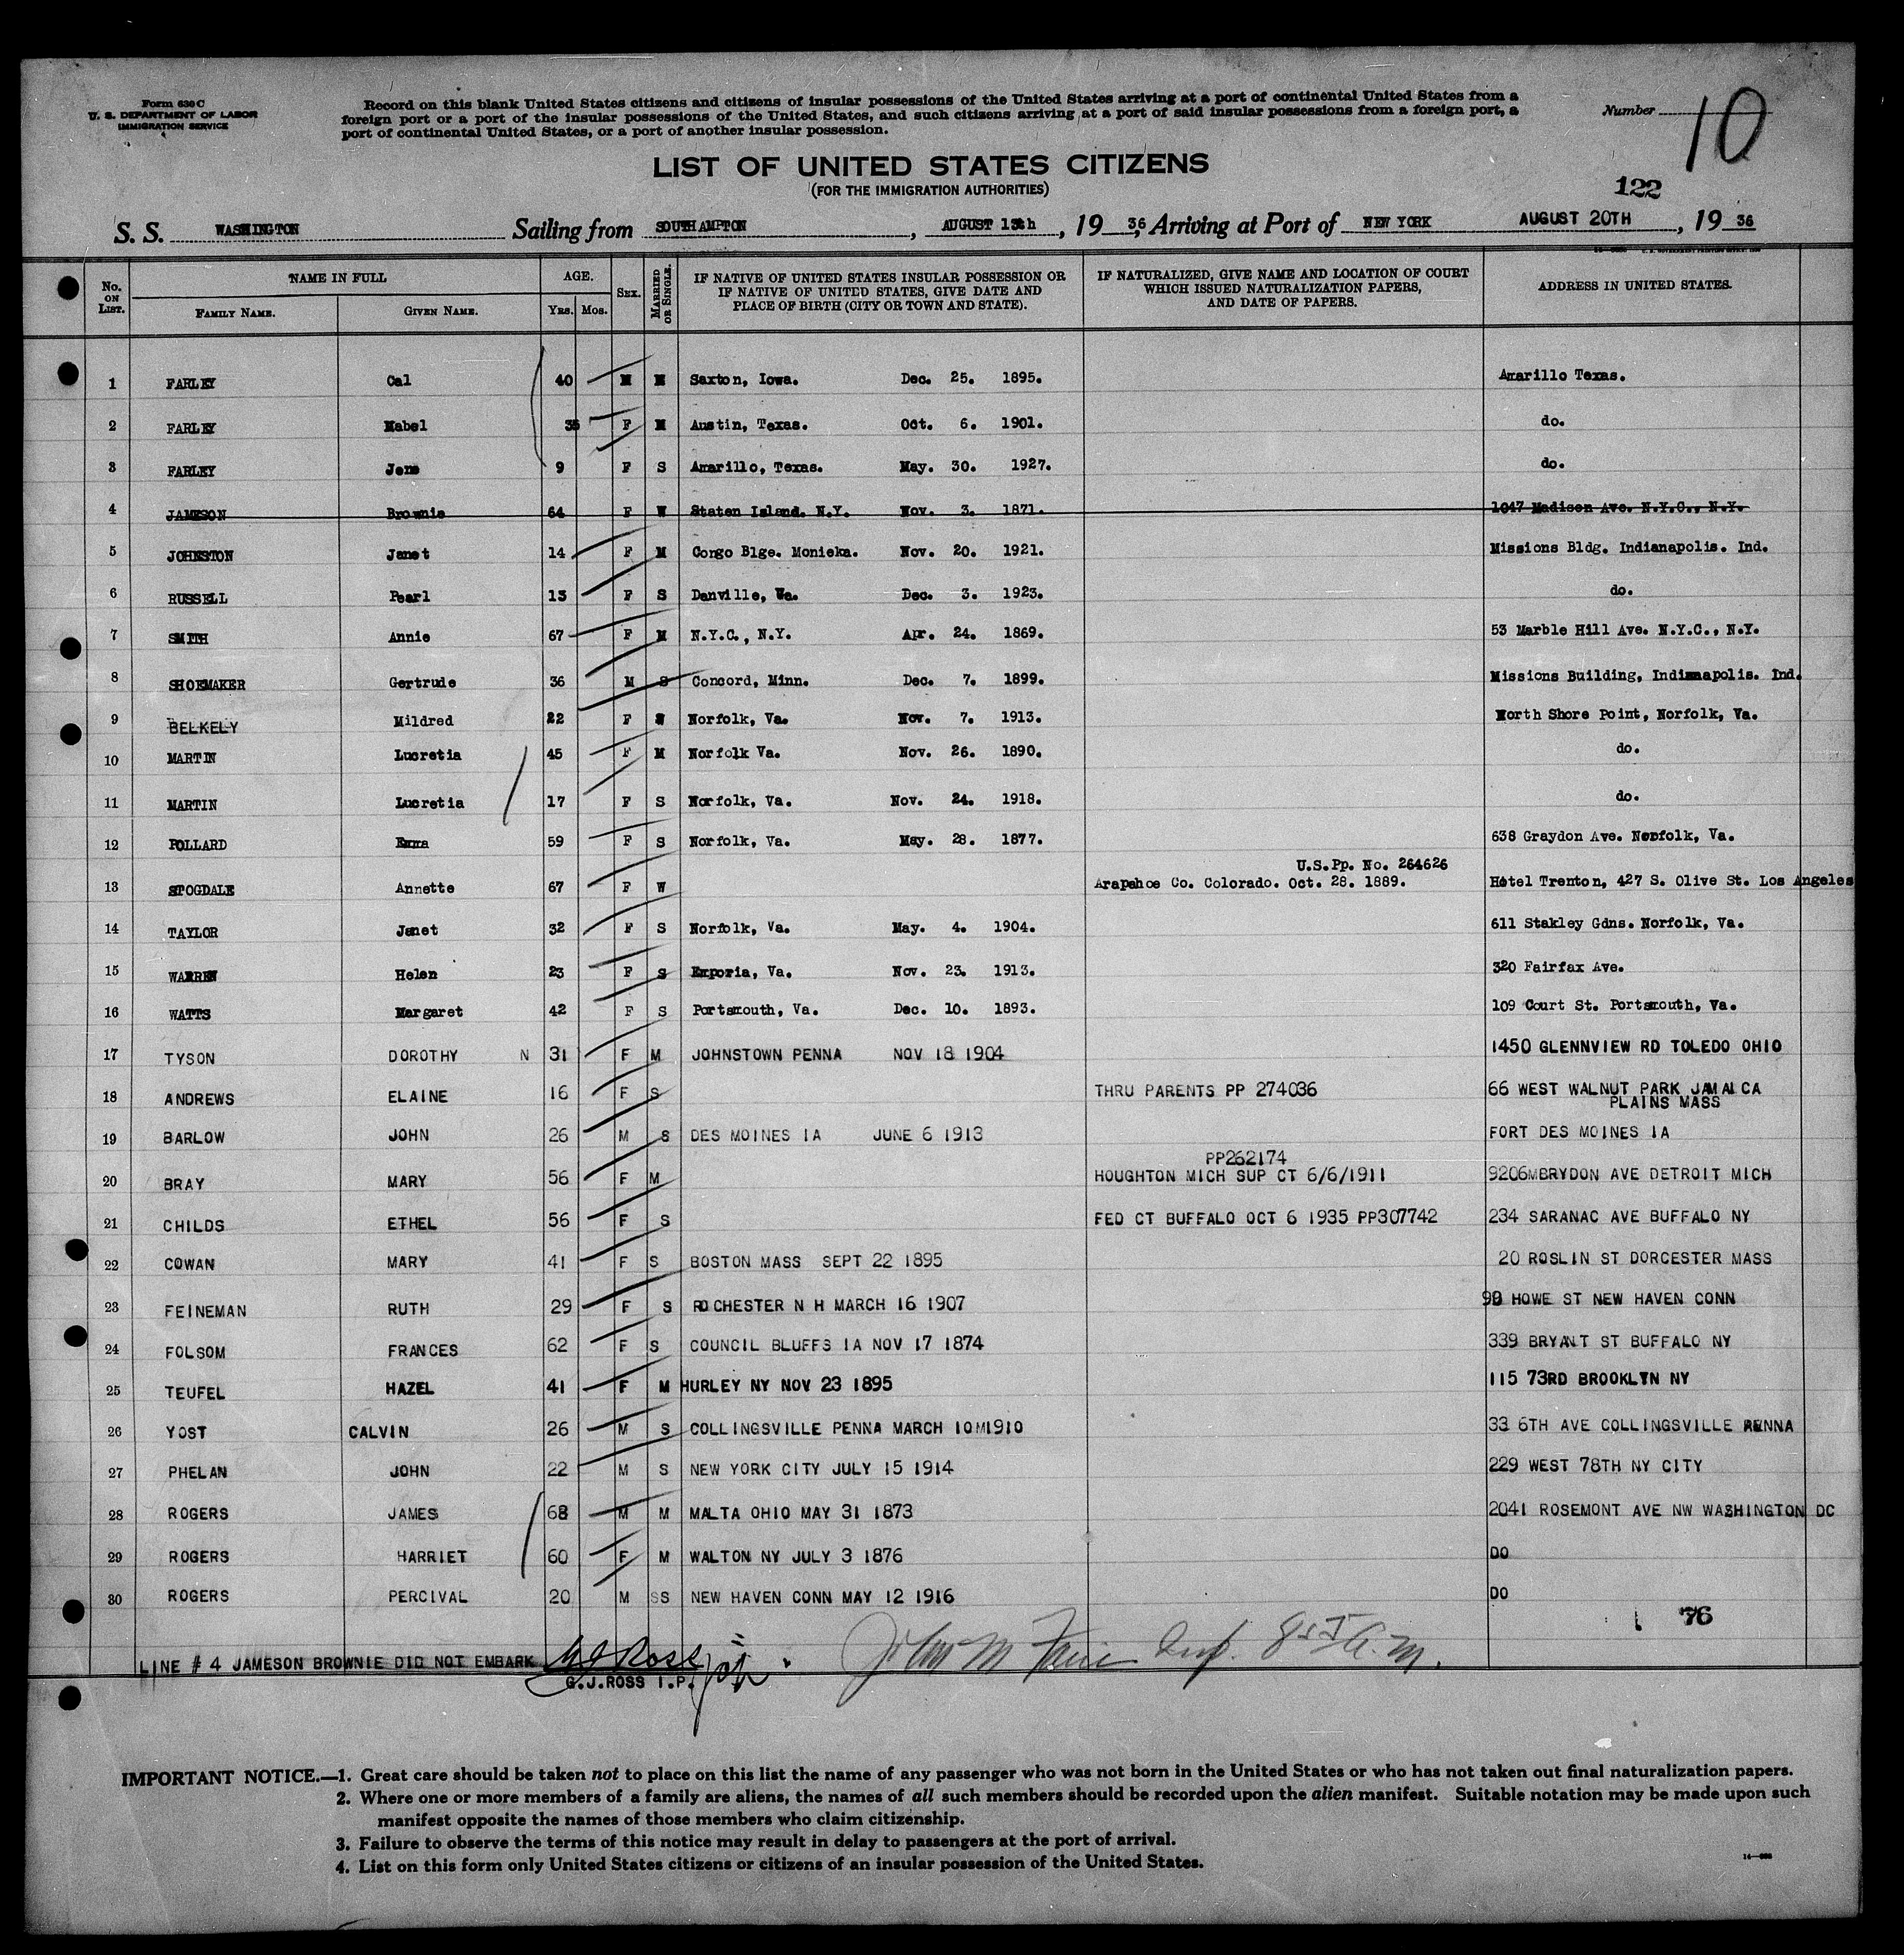 Form 630 C
U. S. DEPARTMENT OF LABOR
IMMIGRATION SERVICE
Record on this blank United States citizens and citizens of insular possessions of the United States arriving at a port of continental United States from a
foreign port or a port of the insular possessions of the United States, and such citizens arriving at a port of said insular possessions from a foreign port, a
port of continental United States, or a port of another insular possession.
Number 10
LIST OF UNITED STATES CITIZENS
(FOR THE IMMIGRATION AUTHORITIES)
122
S. S. WASHINGTON Sailing from SOUTHAMPTON, AUGUST 13th, 19 36, Arriving at Port of NEW YORK AUGUST 20TH, 19 36
No. ON LIST. NAME IN FULL FAMILY NAME. GIVEN NAME. AGE. YRS. MOS. SEX. MARRIED OR SINGLE. IF NATIVE OF UNITED STATES INSULAR POSSESSION OR IF NATIVE OF UNITED STATES, GIVE DATE AND PLACE OF BIRTH (CITY OR TOWN AND STATE). IF NATURALIZED, GIVE NAME AND LOCATION OF COURT WHICH ISSUED NATURALIZATION PAPERS, AND DATE OF PAPERS. ADDRESS IN UNITED STATES.
1 FARLEY Cal 40 M M Saxton, Iowa. Dec. 25. 1895. Amarillo Texas.
2 FARLEY Mabel 35 F M Austin, Texas. Oct. 6. 1901. do.
3 FARLEY 9 F S Amarillo, Texas. May. 30. 1927. do.
4 JAMESON Brownie 64 F W Staten Island. N.Y. Nov. 3. 1871. 1047 Madison Ave. N.Y.C., N.Y.
5 JOHNSTON Janet 14 F M Congo Blge. Monieka. Nov. 20. 1921. Missions Bldg. Indianapolis. Ind.
6 RUSSELL Pearl 13 F S Danville, Va. Dec. 3. 1923. do.
7 SMITH Annie 67 F M N.Y.C., N.Y. Apr. 24. 1869. 53 Marble Hill Ave. N.Y.C., N.Y.
8 SHOEMAKER Gertrude 36 M S Concord, Minn. Dec. 7. 1899. Missions Building, Indianapolis. Ind.
9 BELKELY Mildred 22 F Norfolk, Va. Nov. 7. 1913. North Shore Point, Norfolk, Va.
10 MARTIN Lucretia 45 F M Norfolk Va. Nov. 26. 1890. do.
11 MARTIN Lucretia 17 F S Norfolk, Va. Nov. 24. 1918. do.
12 POLLARD Emma 59 F S Norfolk, Va. May. 28. 1877. 638 Graydon Ave. Norfolk, Va.
U.S.Pp. No. 264626
13 STOGDALE Annette 67 F W Arapahoe Co. Colorado. Oct. 28. 1889. Hotel Trenton, 427 S. Olive St. Los Angeles
14 TAYLOR Janet 32 F S Norfolk, Va. May. 4. 1904. 611 Stakley Gdns. Norfolk, Va.
15 WARREN Helen 23 F S Emporia, Va. Nov. 23. 1913. 320 Fairfax Ave.
16 WATTS Margaret 42 F S Portsmouth, Va. Dec. 10. 1893. 109 Court St. Portsmouth, Va.
17 TYSON DOROTHY N 31 F M JOHNSTOWN PENNA NOV 18 1904 1450 GLENNVIEW RD TOLEDO OHIO
18 ANDREWS ELAINE 16 F S THRU PARENTS PP 274036 66 WEST WALNUT PARK JAMAICA
PLAINS MASS
19 BARLOW JOHN 26 M S DES MOINES IA JUNE 6 1913 FORT DES MOINES IA
PP262174
20 BRAY MARY 56 F M HOUGHTON MICH SUP CT 6/6/1911 9206MBRYDON AVE DETROIT MICH
21 CHILDS ETHEL 56 F S FED CT BUFFALO OCT 6 1935 PP307742 234 SARANAC AVE BUFFALO NY
22 COWAN MARY 41 F S BOSTON MASS SEPT 22 1895 20 ROSLIN ST DORCESTER MASS
23 FEINEMAN RUTH 29 F S ROCHESTER N H MARCH 16 1907 99 HOWE ST NEW HAVEN CONN
24 FOLSOM FRANCES 62 F S COUNCIL BLUFFS IA NOV 17 1874 339 BRYANT ST BUFFALO NY
25 TEUFEL HAZEL 41 F M HURLEY NY NOV 23 1895 115 73RD BROOKLYN NY
26 YOST CALVIN 26 M S COLLINGSVILLE PENNA MARCH 10M1910 33 6TH AVE COLLINGSVILLE PENNA
27 PHELAN JOHN 22 M S NEW YORK CITY JULY 15 1914 229 WEST 78TH NY CITY
28 ROGERS JAMES 63 M M MALTA OHIO MAY 31 1873 2041 ROSEMONT AVE NW WASHINGTON DC
29 ROGERS HARRIET 60 F M WALTON NY JULY 3 1876 DO
30 ROGERS PERCIVAL 20 M SS NEW HAVEN CONN MAY 12 1916 DO
76
LINE # 4 JAMESON BROWNIE DID NOT EMBARK G J Ross
G.J.ROSS I.P.
IMPORTANT NOTICE.—1. Great care should be taken not to place on this list the name of any passenger who was not born in the United States or who has not taken out final naturalization papers.
2. Where one or more members of a family are aliens, the names of all such members should be recorded upon the alien manifest. Suitable notation may be made upon such
manifest opposite the names of those members who claim citizenship.
3. Failure to observe the terms of this notice may result in delay to passengers at the port of arrival.
4. List on this form only United States citizens or citizens of an insular possession of the United States.